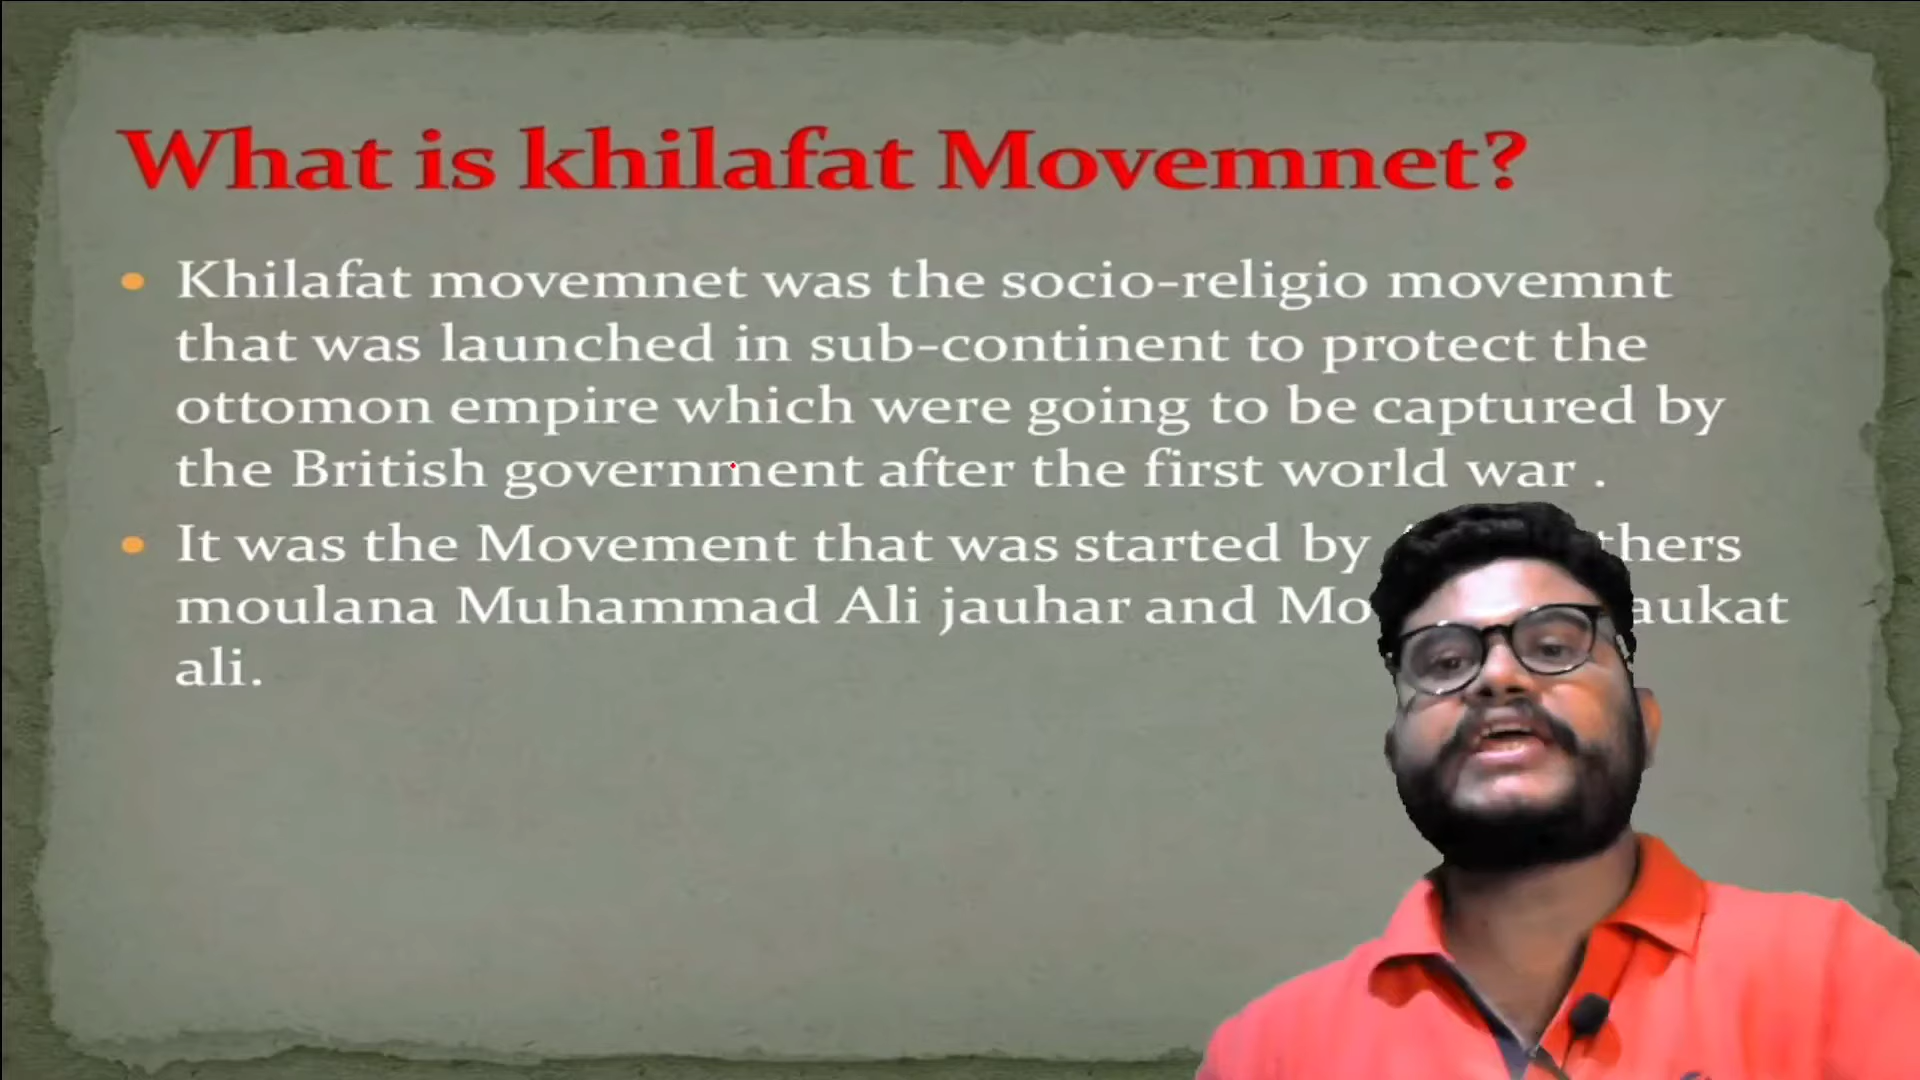 What is khilafat Movemnet?
• Khilafat movemnet was the socio-religio movemnt
that was launched in sub-continent to protect the
ottomon empire which were going to be captured by
the British government after the first world war .
• It was the Movement that was started by
moulana Muhammad Ali jauhar and
ali.